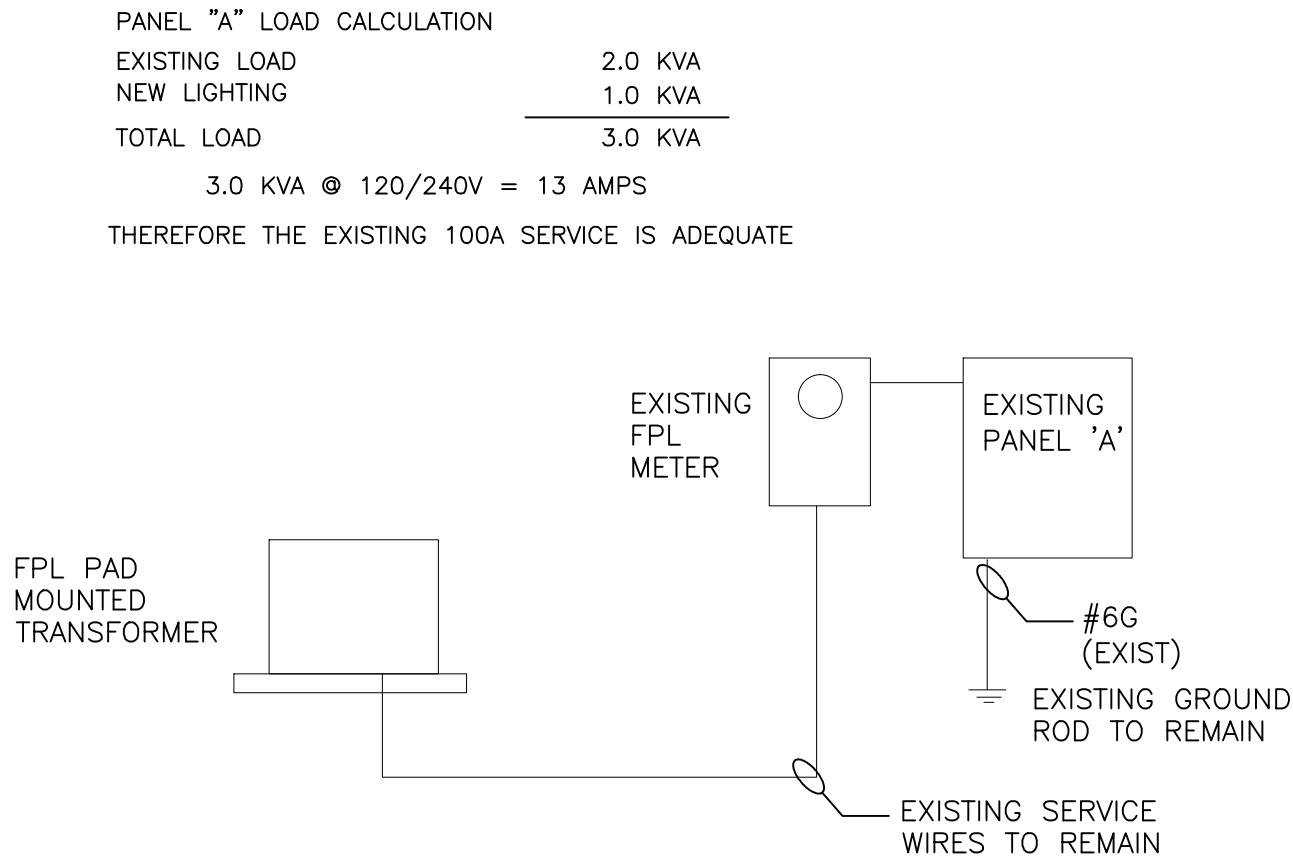 PANEL "A" LOAD CALCULATION
EXISTING LOAD 2.0 KVA
NEW LIGHTING 1.0 KVA
TOTAL LOAD 3.0 KVA
3.0 KVA @ 120/240V = 13 AMPS
THEREFORE THE EXISTING 100A SERVICE IS ADEQUATE
EXISTING
FPL
METER
EXISTING
PANEL 'A'
FPL PAD
MOUNTED
TRANSFORMER
#6G
(EXIST)
EXISTING GROUND
ROD TO REMAIN
EXISTING SERVICE
WIRES TO REMAIN